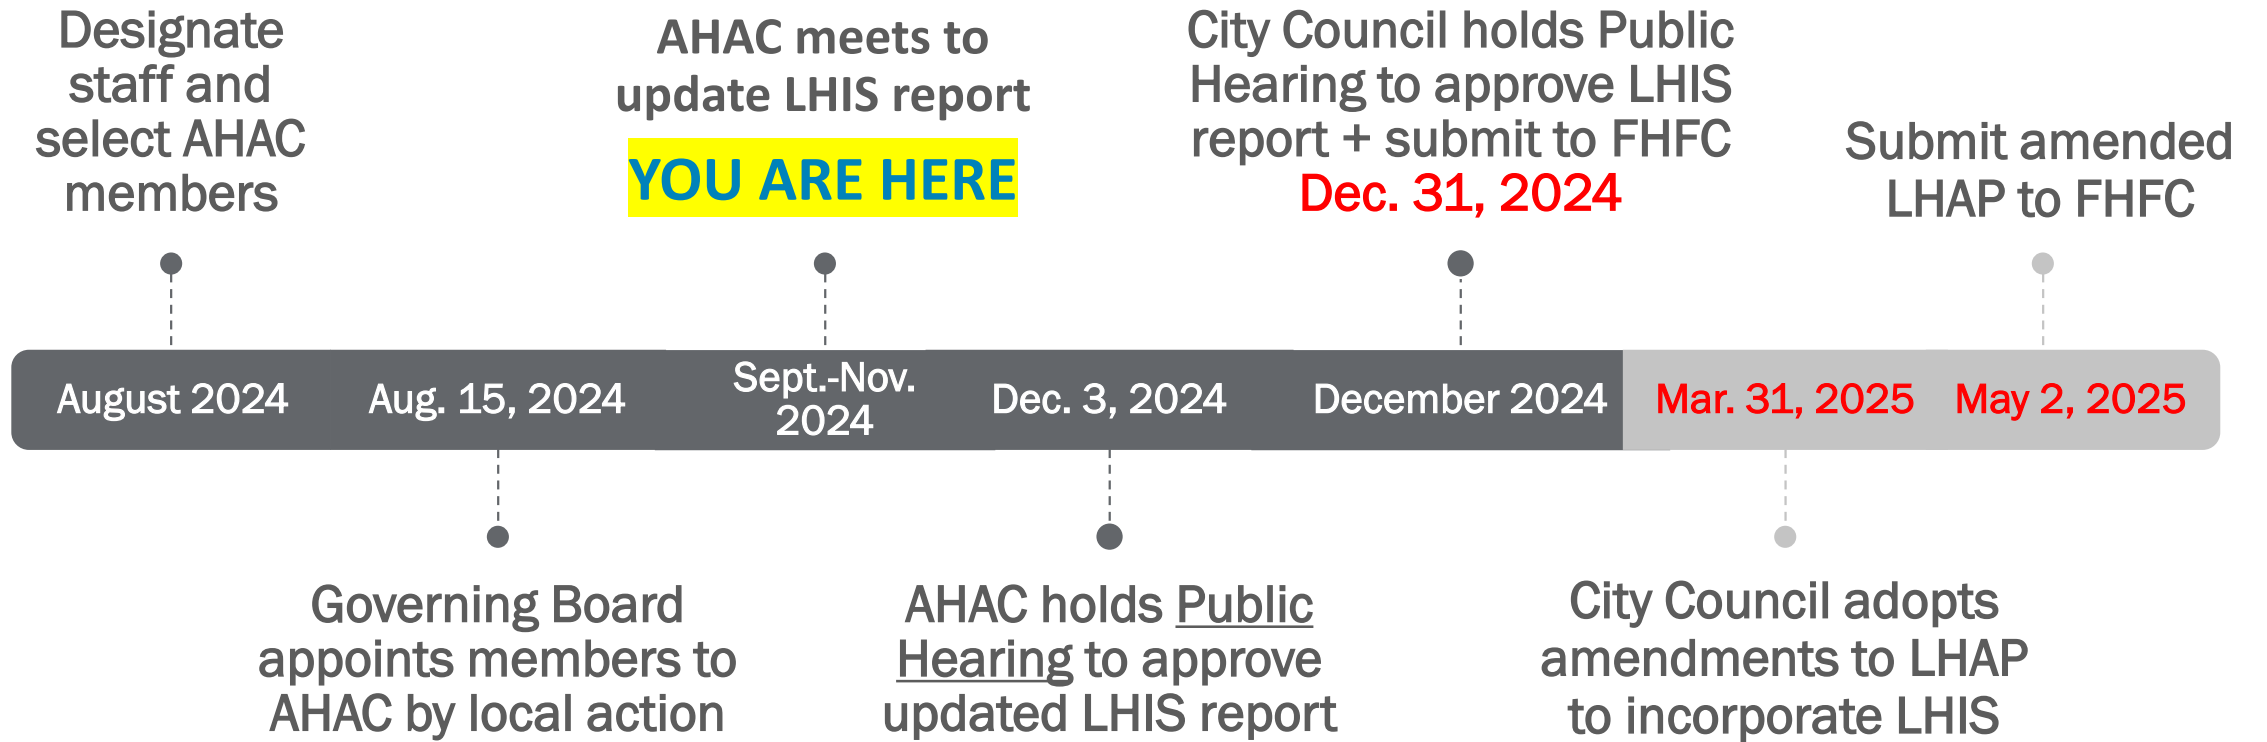 Designate
staff and
select AHAC
members
AHAC meets to
update LHIS report
YOU ARE HERE
City Council holds Public
Hearing to approve LHIS
report + submit to FHFC
Dec. 31, 2024
Submit amended
LHAP to FHFC
August 2024
Aug. 15, 2024
Sept.-Nov.
2024
Dec. 3, 2024
December 2024
Mar. 31, 2025
May 2, 2025
Governing Board
appoints members to
AHAC by local action
AHAC holds Public
Hearing to approve
updated LHIS report
City Council adopts
amendments to LHAP
to incorporate LHIS